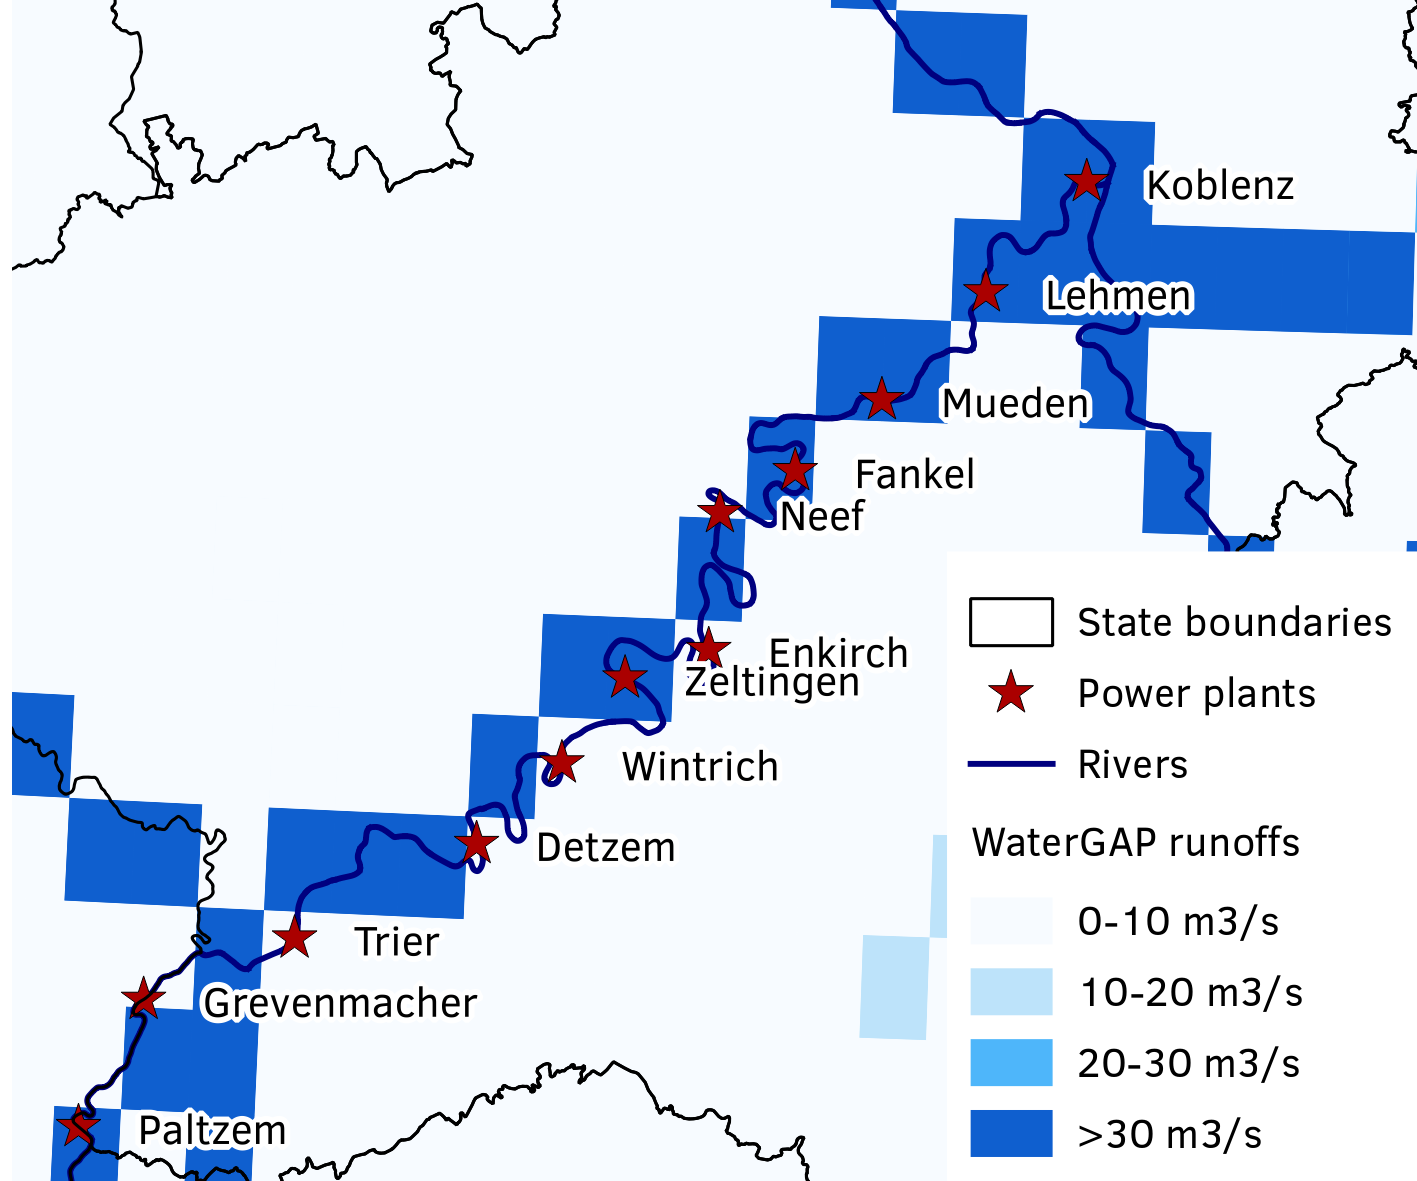 Koblenz
Lehmen
Mueden
Fankel
Neef
Enkirch
Zeltingen
Wintrich
Detzem
Trier
Grevenmacher
Paltzem
State boundaries
Power plants
Rivers
WaterGAP runoffs
0-10 m3/s
10-20 m3/s
20-30 m3/s
>30 m3/s